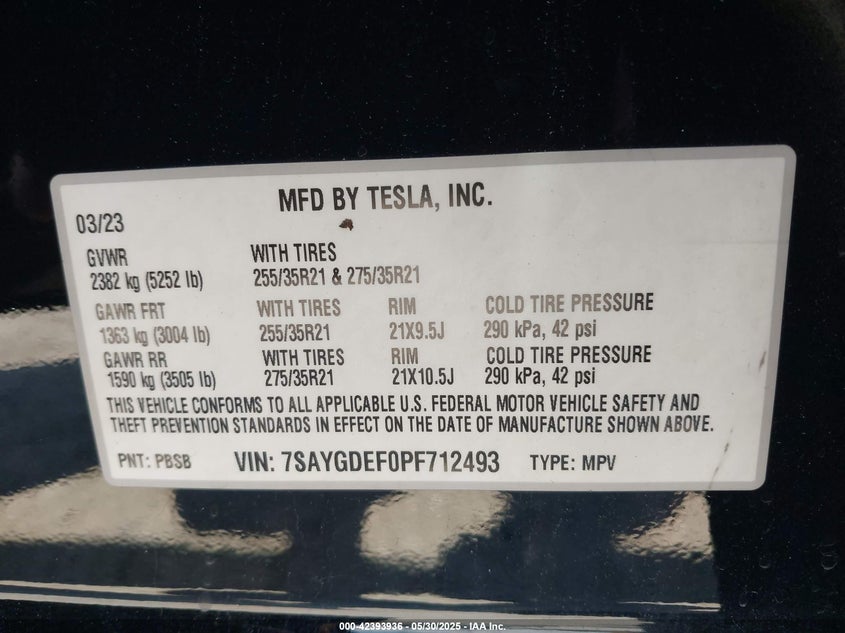 MFD BY TESLA, INC.
03/23
GVWR WITH TIRES
2382 kg (5252 lb) 255/35R21 & 275/35R21
GAWR FRT WITH TIRES RIM COLD TIRE PRESSURE
1363 kg (3004 lb) 255/35R21 21X9.5J 290 kPa, 42 psi
GAWR RR WITH TIRES RIM COLD TIRE PRESSURE
1590 kg (3505 lb) 275/35R21 21X10.5J 290 kPa, 42 psi
THIS VEHICLE CONFORMS TO ALL APPLICABLE U.S. FEDERAL MOTOR VEHICLE SAFETY AND
THEFT PREVENTION STANDARDS IN EFFECT ON THE DATE OF MANUFACTURE SHOWN ABOVE.
PNT: PBSB VIN: 7SAYGDEF0PF712493 TYPE: MPV
000-42393936 - 05/30/2025 - IAA Inc.